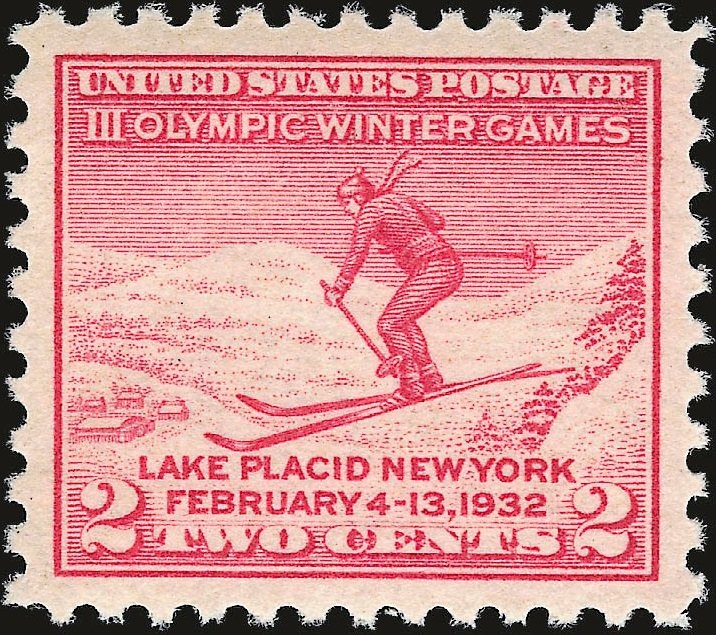 UNITED STATES POSTAGE
III OLYMPIC WINTER GAMES
LAKE PLACID NEW YORK
FEBRUARY 4-13, 1932
2 TWO CENTS 2